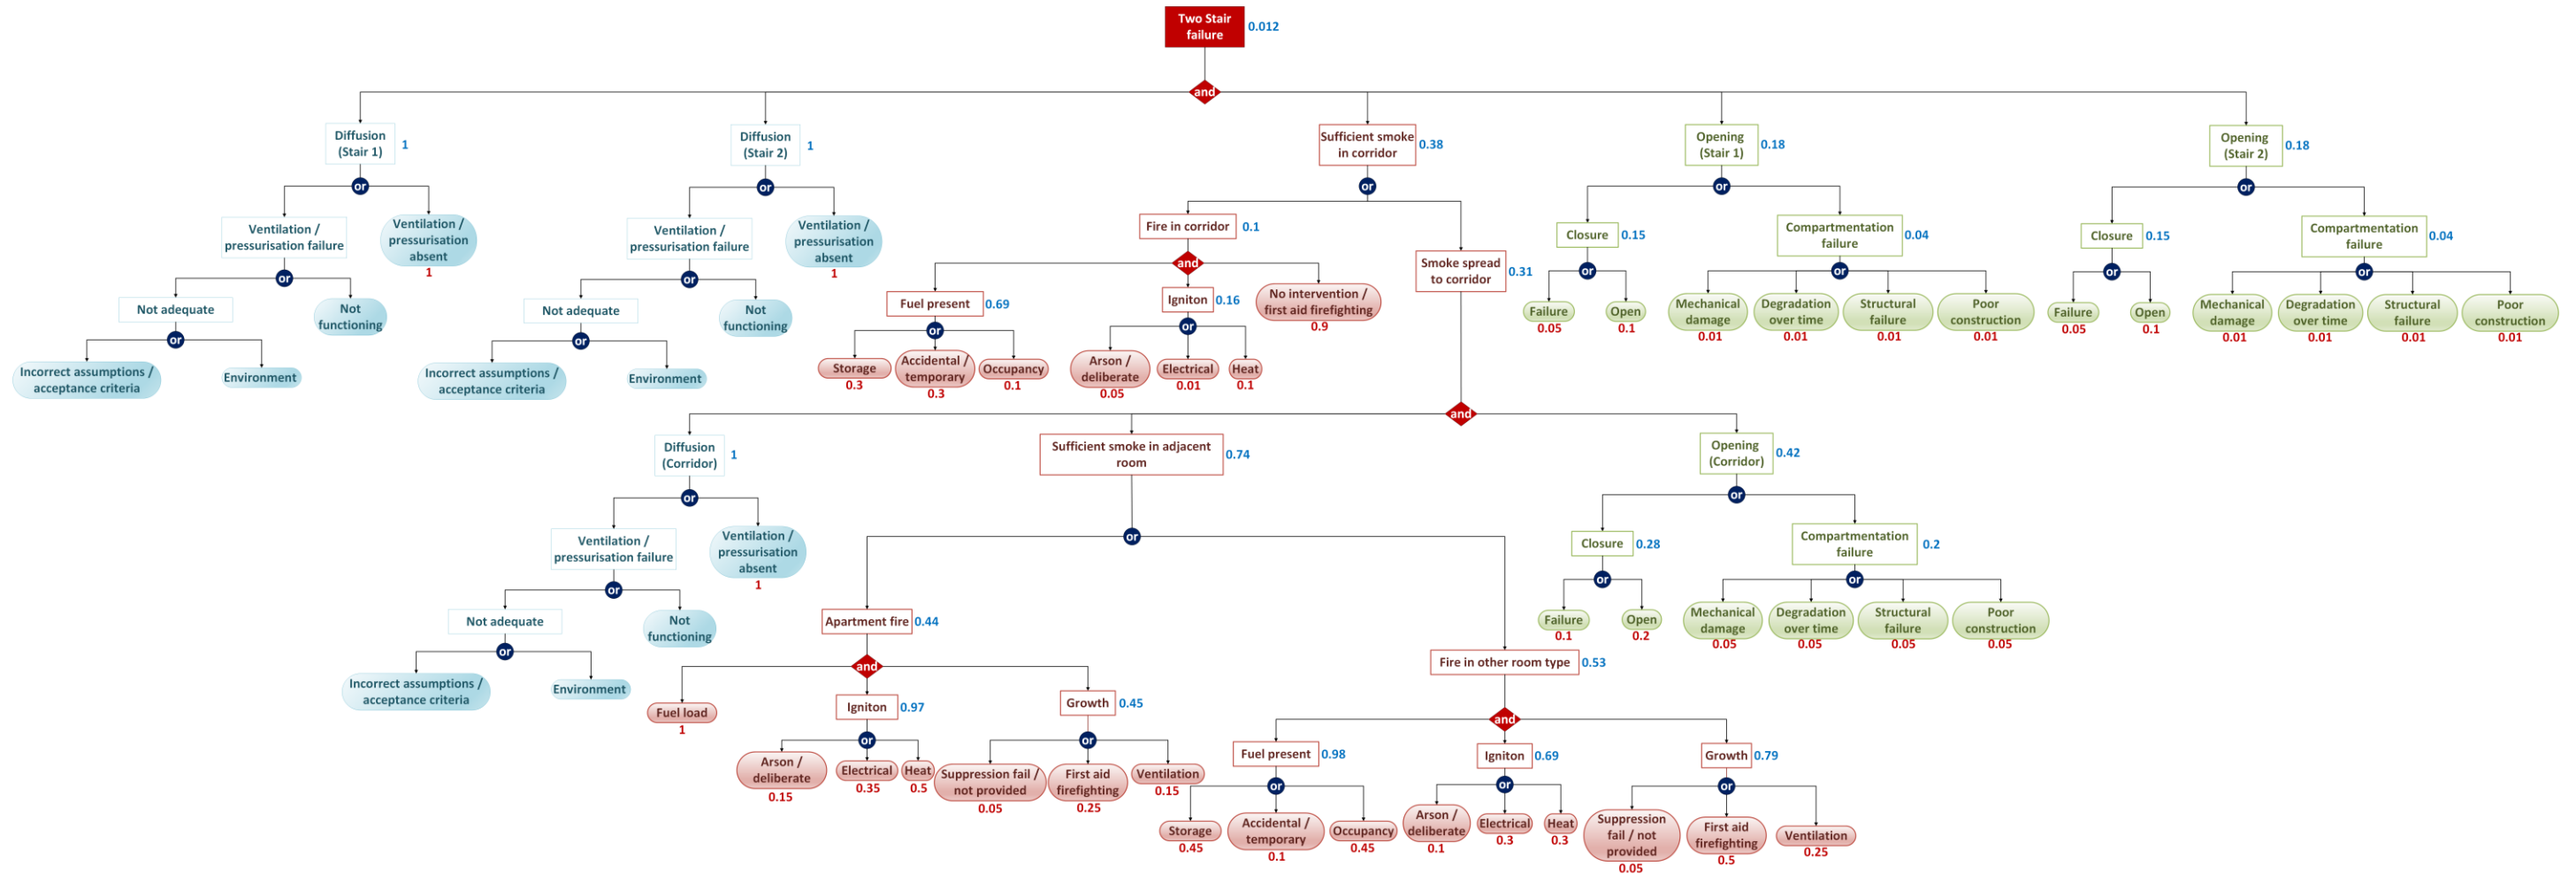 Two Stair
failure
0.012
and
Diffusion
(Stair 1)
1
or
Ventilation /
pressurisation failure
Ventilation /
pressurisation
absent
1
or
Not adequate
Not
functioning
or
Incorrect assumptions /
acceptance criteria
Environment
Diffusion
(Stair 2)
1
or
Ventilation /
pressurisation failure
Ventilation /
pressurisation
absent
1
or
Not adequate
Not
functioning
or
Incorrect assumptions /
acceptance criteria
Environment
Sufficient smoke
in corridor
0.38
or
Fire in corridor
0.1
and
Fuel present
0.69
or
Storage
0.3
Accidental /
temporary
0.3
Occupancy
0.1
Igniton
0.16
or
Arson /
deliberate
0.05
Electrical
0.01
Heat
0.1
No intervention /
first aid firefighting
0.9
Smoke spread
to corridor
0.31
Opening
(Stair 1)
0.18
or
Closure
0.15
or
Failure
0.05
Open
0.1
Compartmentation
failure
0.04
or
Mechanical
damage
0.01
Degradation
over time
0.01
Structural
failure
0.01
Poor
construction
0.01
Opening
(Stair 2)
0.18
or
Closure
0.15
or
Failure
0.05
Open
0.1
Compartmentation
failure
0.04
or
Mechanical
damage
0.01
Degradation
over time
0.01
Structural
failure
0.01
Poor
construction
0.01
and
Diffusion
(Corridor)
1
or
Ventilation /
pressurisation failure
Ventilation /
pressurisation
absent
1
or
Not adequate
Not
functioning
or
Incorrect assumptions /
acceptance criteria
Environment
Sufficient smoke in adjacent
room
0.74
or
Apartment fire
0.44
and
Fuel load
1
Igniton
0.97
or
Arson /
deliberate
0.15
Electrical
0.35
Heat
0.5
Growth
0.45
or
Suppression fail /
not provided
0.05
First aid
firefighting
0.25
Ventilation
0.15
Fire in other room type
0.53
and
Fuel present
0.98
or
Storage
0.45
Accidental /
temporary
0.1
Occupancy
0.45
Igniton
0.69
or
Arson /
deliberate
0.1
Electrical
0.3
Heat
0.3
Growth
0.79
or
Suppression
fail / not
provided
0.05
First aid
firefighting
0.5
Ventilation
0.25
Opening
(Corridor)
0.42
or
Closure
0.28
or
Failure
0.1
Open
0.2
Compartmentation
failure
0.2
or
Mechanical
damage
0.05
Degradation
over time
0.05
Structural
failure
0.05
Poor
construction
0.05